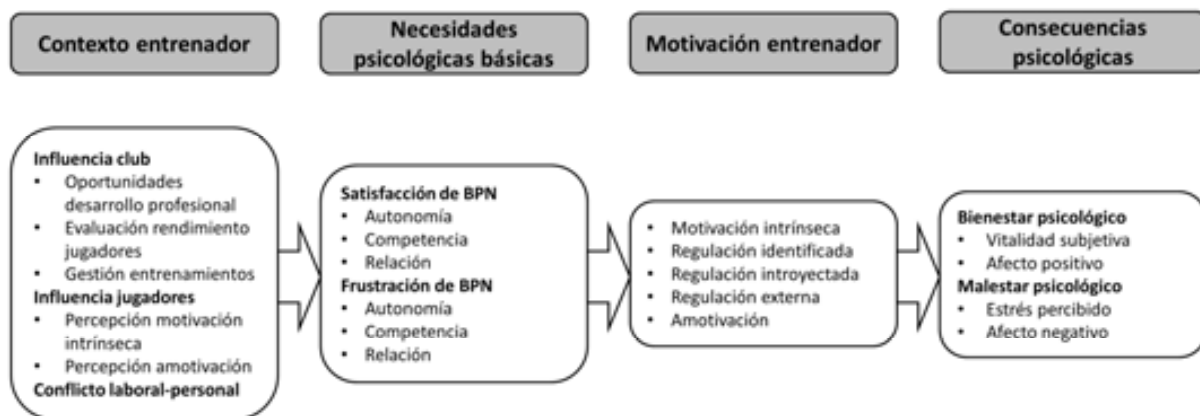 Contexto entrenador
Necesidades
psicológicas básicas
Motivación entrenador
Consecuencias
psicológicas
Influencia club
• Oportunidades
desarrollo profesional
• Evaluación rendimiento
jugadores
• Gestión entrenamientos
Influencia jugadores
• Percepción motivación
intrínseca
• Percepción amotivación
Conflicto laboral-personal
Satisfacción de BPN
• Autonomía
• Competencia
• Relación
Frustración de BPN
• Autonomía
• Competencia
• Relación
• Motivación intrínseca
• Regulación identificada
• Regulación introyectada
• Regulación externa
• Amotivación
Bienestar psicológico
• Vitalidad subjetiva
• Afecto positivo
Malestar psicológico
• Estrés percibido
• Afecto negativo